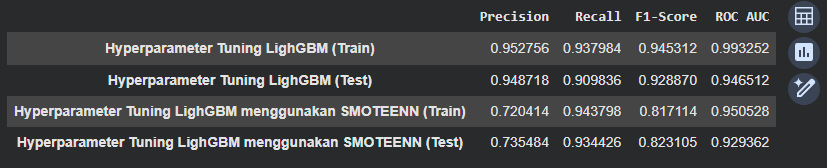 Precision Recall F1-Score ROC AUC
Hyperparameter Tuning LighGBM (Train) 0.952756 0.937984 0.945312 0.993252
Hyperparameter Tuning LighGBM (Test) 0.948718 0.909836 0.928870 0.946512
Hyperparameter Tuning LighGBM menggunakan SMOTEENN (Train) 0.720414 0.943798 0.817114 0.950528
Hyperparameter Tuning LighGBM menggunakan SMOTEENN (Test) 0.735484 0.934426 0.823105 0.929362